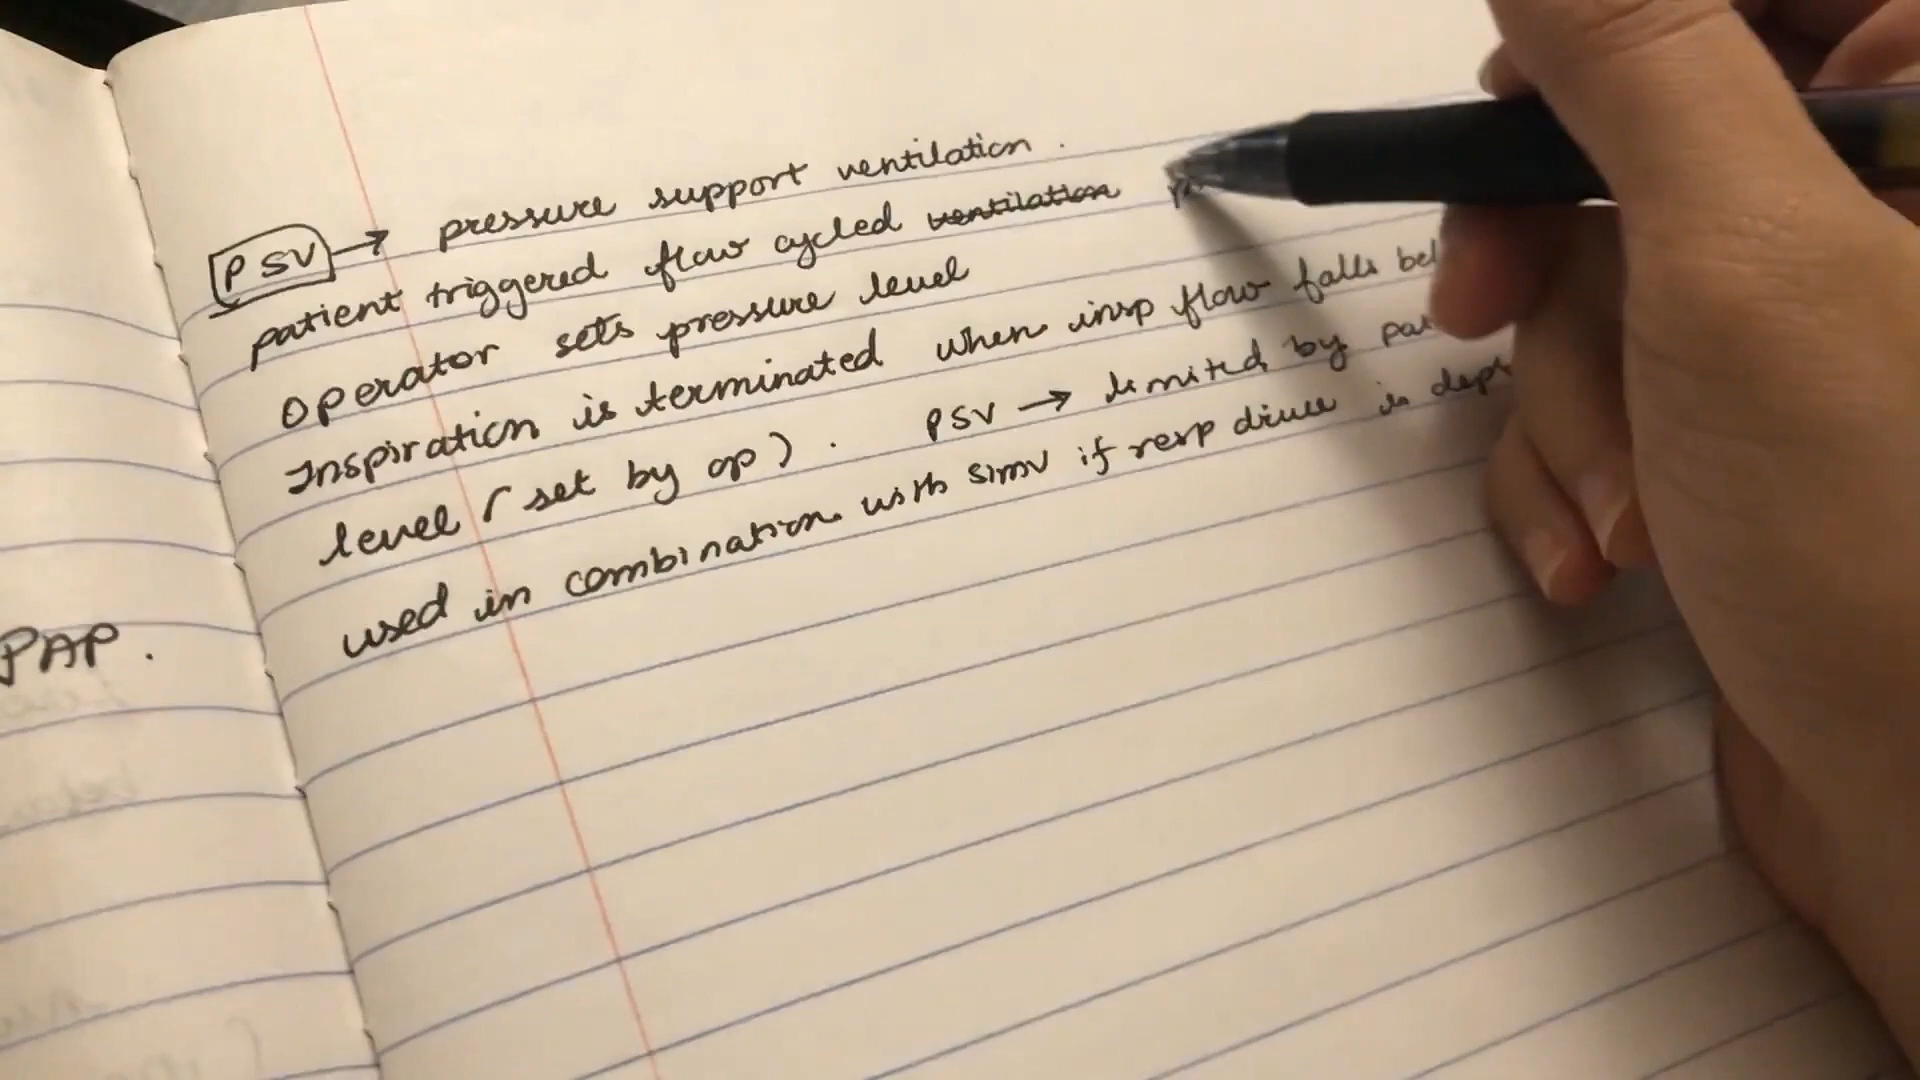 PSV → pressure support ventilation.
patient triggered flow cycled ventilation
Operator sets pressure level
Inspiration is terminated when insp flow falls
level (set by op). PSV → limited by
used in combination with SIMV if resp drive is
PAP.